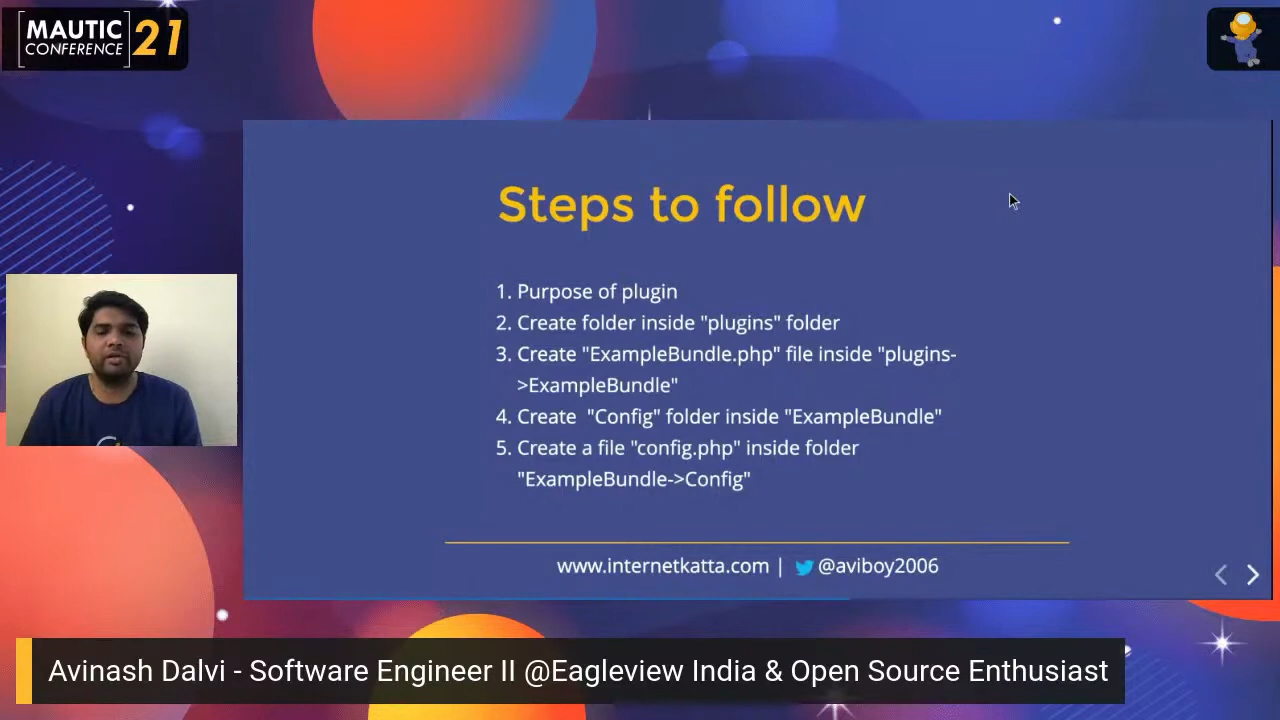 MAUTIC
CONFERENCE
21
Steps to follow
1. Purpose of plugin
2. Create folder inside "plugins" folder
3. Create "ExampleBundle.php" file inside "plugins-
>ExampleBundle"
4. Create "Config" folder inside "ExampleBundle"
5. Create a file "config.php" inside folder
"ExampleBundle->Config"
www.internetkatta.com | @aviboy2006
Avinash Dalvi - Software Engineer II @Eagleview India & Open Source Enthusiast